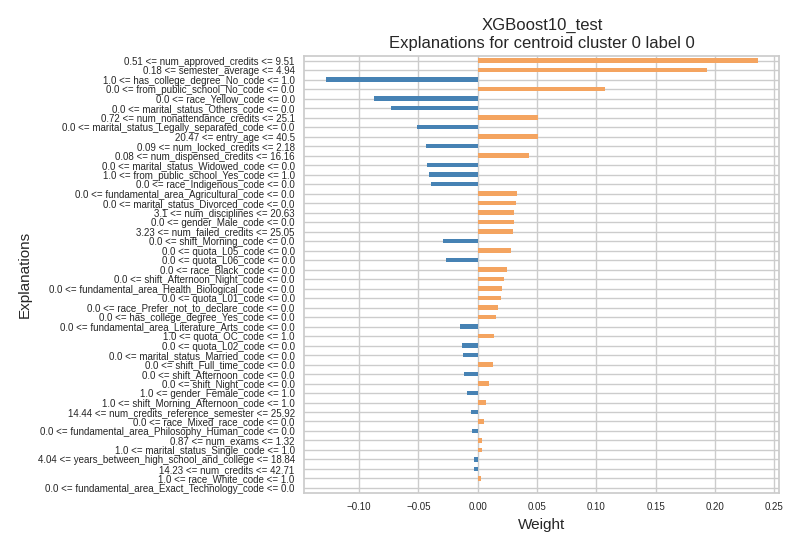 XGBoost10_test
Explanations for centroid cluster 0 label 0
0.51 <= num_approved_credits <= 9.51
0.18 <= semester_average <= 4.94
1.0 <= has_college_degree_No_code <= 1.0
0.0 <= from_public_school_No_code <= 0.0
0.0 <= race_Yellow_code <= 0.0
0.0 <= marital_status_Others_code <= 0.0
0.72 <= num_nonattendance_credits <= 25.1
0.0 <= marital_status_Legally_separated_code <= 0.0
20.47 <= entry_age <= 40.5
0.09 <= num_locked_credits <= 2.18
0.08 <= num_dispensed_credits <= 16.16
0.0 <= marital_status_Widowed_code <= 0.0
1.0 <= from_public_school_Yes_code <= 1.0
0.0 <= race_Indigenous_code <= 0.0
0.0 <= fundamental_area_Agricultural_code <= 0.0
0.0 <= marital_status_Divorced_code <= 0.0
3.1 <= num_disciplines <= 20.63
0.0 <= gender_Male_code <= 0.0
3.23 <= num_failed_credits <= 25.05
0.0 <= shift_Morning_code <= 0.0
0.0 <= quota_L05_code <= 0.0
0.0 <= quota_L06_code <= 0.0
0.0 <= race_Black_code <= 0.0
0.0 <= shift_Afternoon_Night_code <= 0.0
0.0 <= fundamental_area_Health_Biological_code <= 0.0
0.0 <= quota_L01_code <= 0.0
0.0 <= race_Prefer_not_to_declare_code <= 0.0
0.0 <= has_college_degree_Yes_code <= 0.0
0.0 <= fundamental_area_Literature_Arts_code <= 0.0
1.0 <= quota_OC_code <= 1.0
0.0 <= quota_L02_code <= 0.0
0.0 <= marital_status_Married_code <= 0.0
0.0 <= shift_Full_time_code <= 0.0
0.0 <= shift_Afternoon_code <= 0.0
0.0 <= shift_Night_code <= 0.0
1.0 <= gender_Female_code <= 1.0
1.0 <= shift_Morning_Afternoon_code <= 1.0
14.44 <= num_credits_reference_semester <= 25.92
0.0 <= race_Mixed_race_code <= 0.0
0.0 <= fundamental_area_Philosophy_Human_code <= 0.0
0.87 <= num_exams <= 1.32
1.0 <= marital_status_Single_code <= 1.0
4.04 <= years_between_high_school_and_college <= 18.84
14.23 <= num_credits <= 42.71
1.0 <= race_White_code <= 1.0
0.0 <= fundamental_area_Exact_Technology_code <= 0.0
Explanations
−0.10 −0.05 0.00 0.05 0.10 0.15 0.20 0.25
Weight